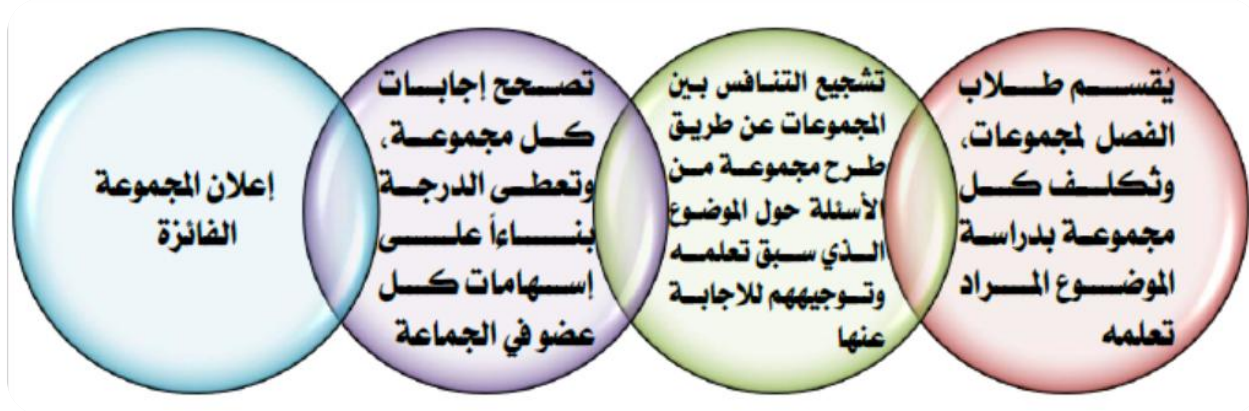 يُقسم طلاب
الفصل لمجموعات،
وتُكلف كل
مجموعة بدراسة
الموضوع المراد
تعلمه
تشجيع التنافس بين
المجموعات عن طريق
طرح مجموعة من
الأسئلة حول الموضوع
الذي سبق تعلمه
وتوجيههم للاجابة
عنها
تصحح إجابات
كل مجموعة،
وتعطى الدرجة
بناءاً على
إسهامات كل
عضو في الجماعة
إعلان المجموعة
الفائزة